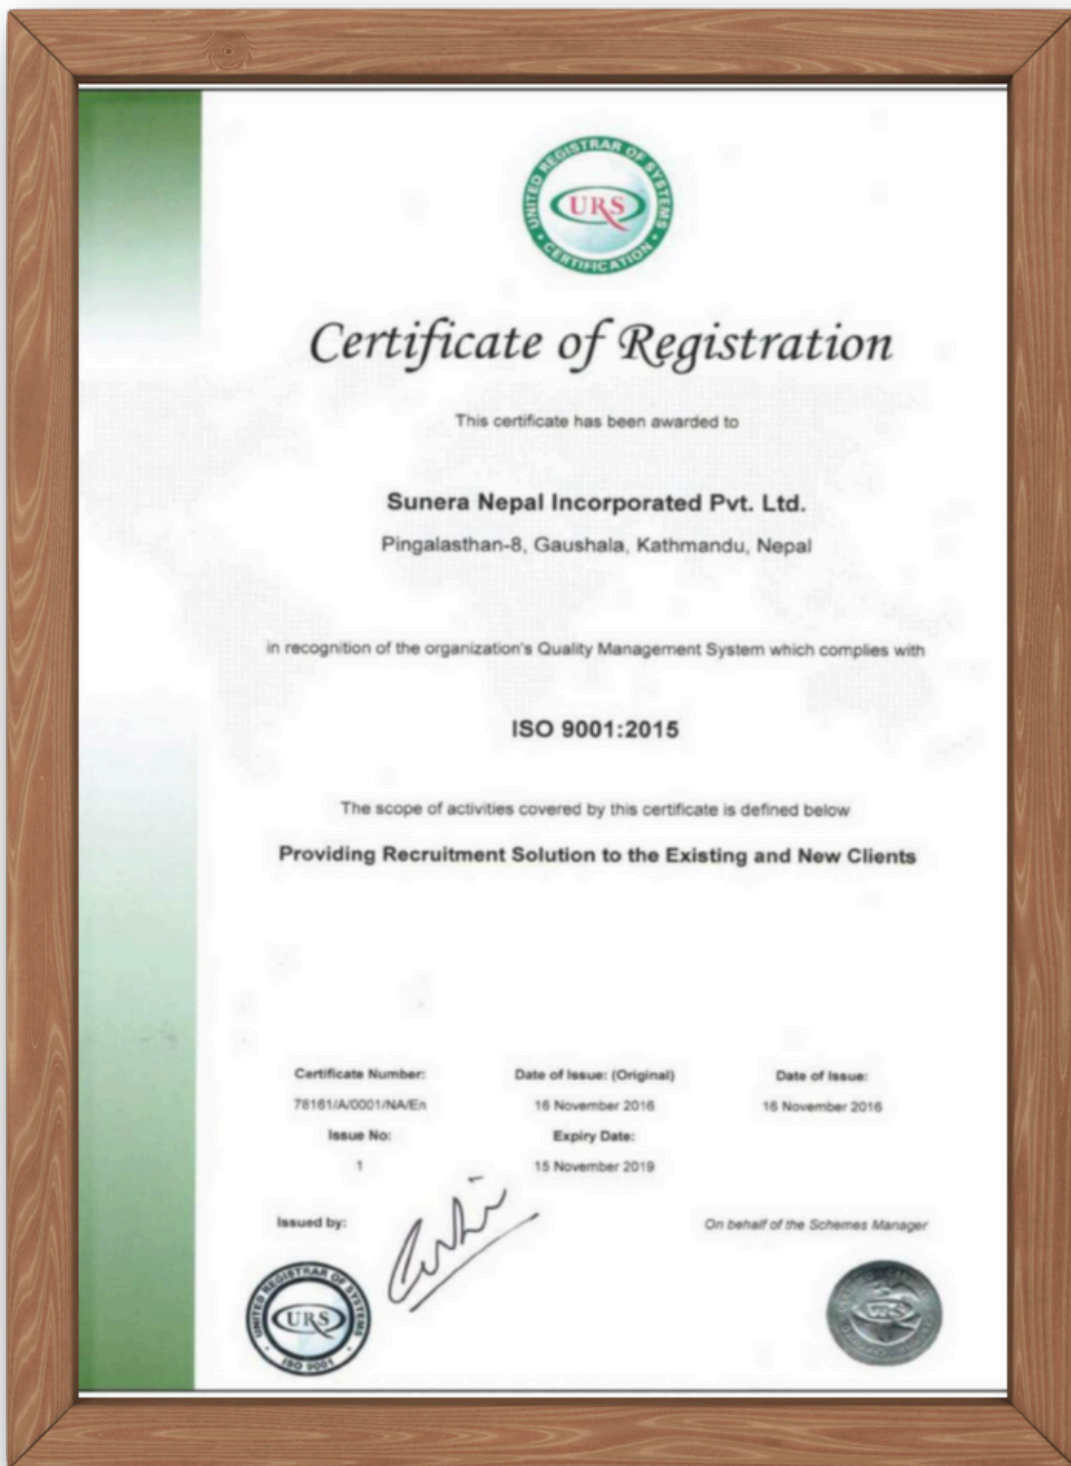 UNITED REGISTRAR OF SYSTEMS
URS
CERTIFICATION
Certificate of Registration
This certificate has been awarded to
Sunera Nepal Incorporated Pvt. Ltd.
Pingalasthan-8, Gaushala, Kathmandu, Nepal
in recognition of the organization's Quality Management System which complies with
ISO 9001:2015
The scope of activities covered by this certificate is defined below
Providing Recruitment Solution to the Existing and New Clients
Certificate Number:
78161/A/0001/NA/En
Issue No:
1
Date of Issue: (Original)
16 November 2016
Expiry Date:
15 November 2019
Date of Issue:
16 November 2016
Issued by:
On behalf of the Schemes Manager
UNITED REGISTRAR OF SYSTEMS
URS
ISO 9001
URS